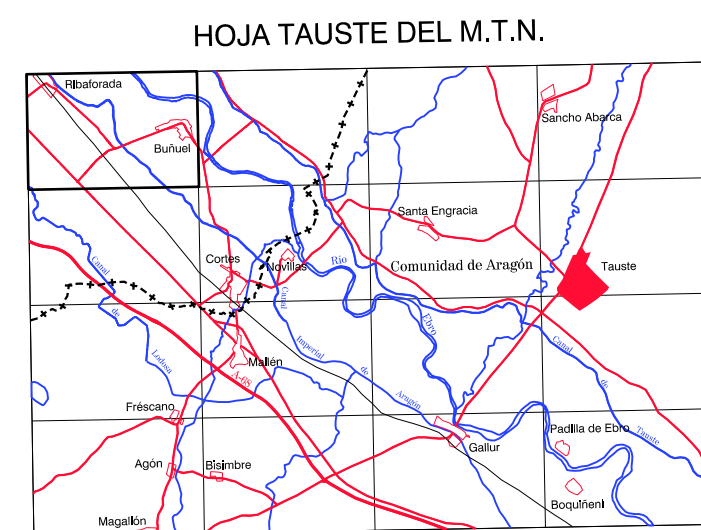 HOJA TAUSTE DEL M.T.N.
Ribaforada
Sancho Abarca
Buñuel
Santa Engracia
Cortes
Novillas
Río
Comunidad de Aragón
Tauste
Canal
de
Lodosa
Canal
Imperial
de
Aragón
Ebro
Canal
de
Tauste
Mallén
A-68
Fréscano
Gallur
Padilla de Ebro
Agón
Bisimbre
Boquiñeni
Magallón